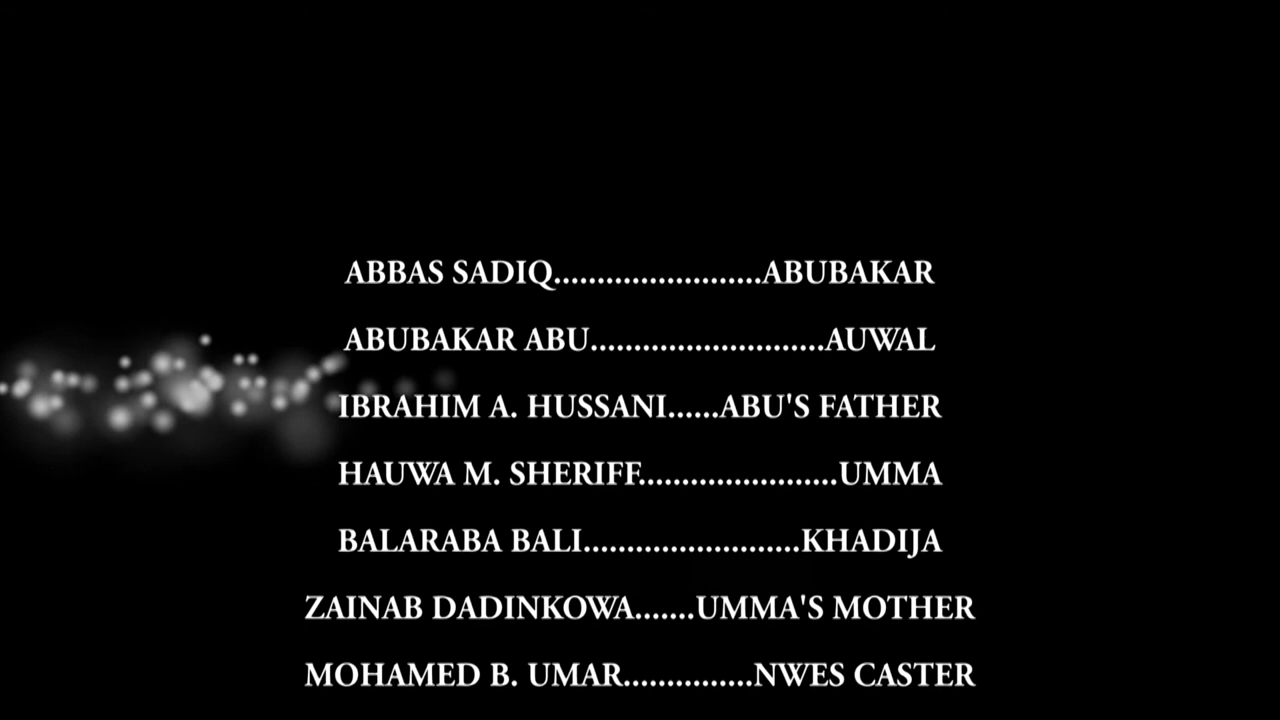 ABBAS SADIQ........................ABUBAKAR
ABUBAKAR ABU...........................AUWAL
IBRAHIM A. HUSSANI......ABU'S FATHER
HAUWA M. SHERIFF.......................UMMA
BALARABA BALI.........................KHADIJA
ZAINAB DADINKOWA.......UMMA'S MOTHER
MOHAMED B. UMAR...............NWES CASTER